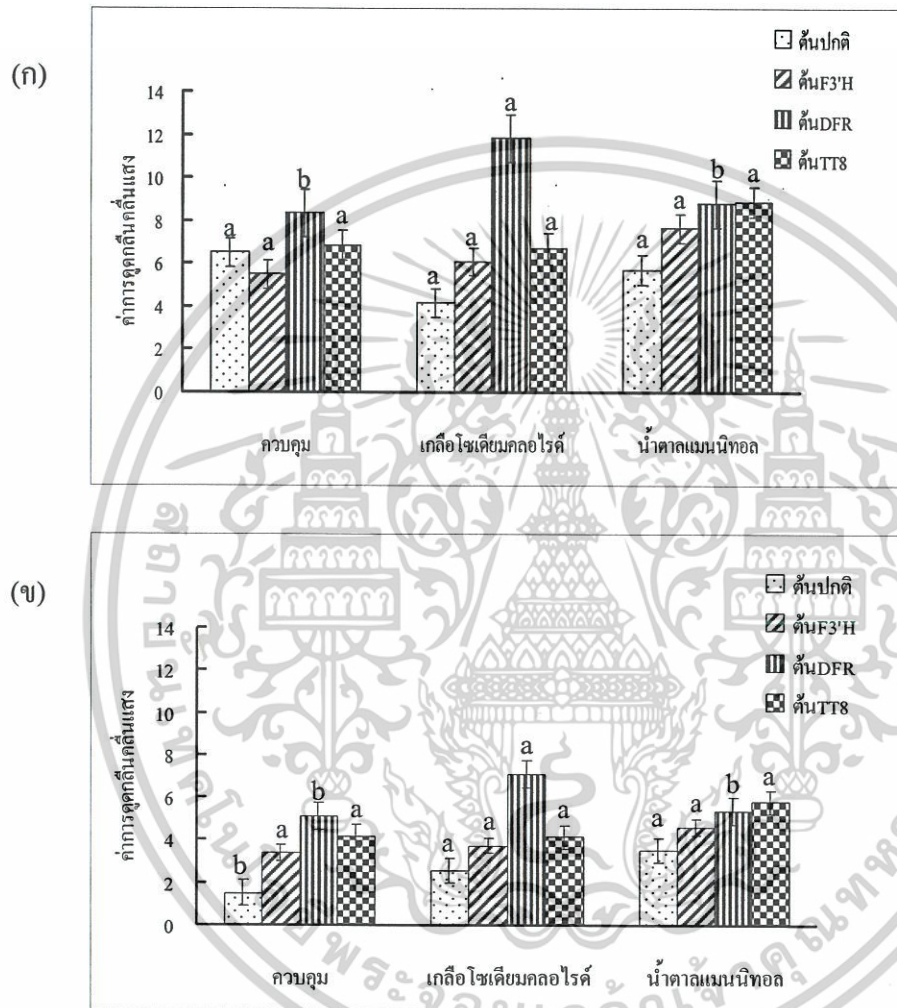 (ก)
ต้นปกติ
ต้นF3'H
ต้นDFR
ต้นTT8
ค่าการดูดกลืนคลื่นแสง
14
12
10
8
6
4
2
0
a
a
b
a
a
a
a
a
a
a
b
a
ควบคุม เกลือโซเดียมคลอไรด์ น้ำตาลแมนนิทอล
(ข)
ต้นปกติ
ต้นF3'H
ต้นDFR
ต้นTT8
ค่าการดูดกลืนคลื่นแสง
14
12
10
8
6
4
2
0
b
a
b
a
a
a
a
a
a
a
b
a
ควบคุม เกลือโซเดียมคลอไรด์ น้ำตาลแมนนิทอล